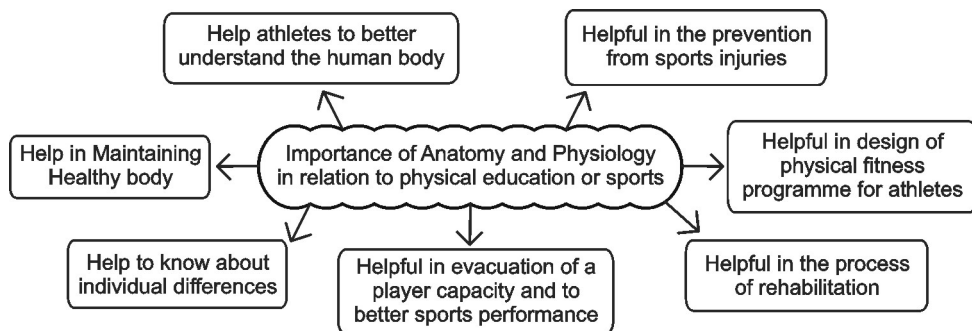 Help athletes to better
understand the human body
Helpful in the prevention
from sports injuries
Help in Maintaining
Healthy body
Importance of Anatomy and Physiology
in relation to physical education or sports
Helpful in design of
physical fitness
programme for athletes
Help to know about
individual differences
Helpful in evacuation of a
player capacity and to
better sports performance
Helpful in the process
of rehabilitation